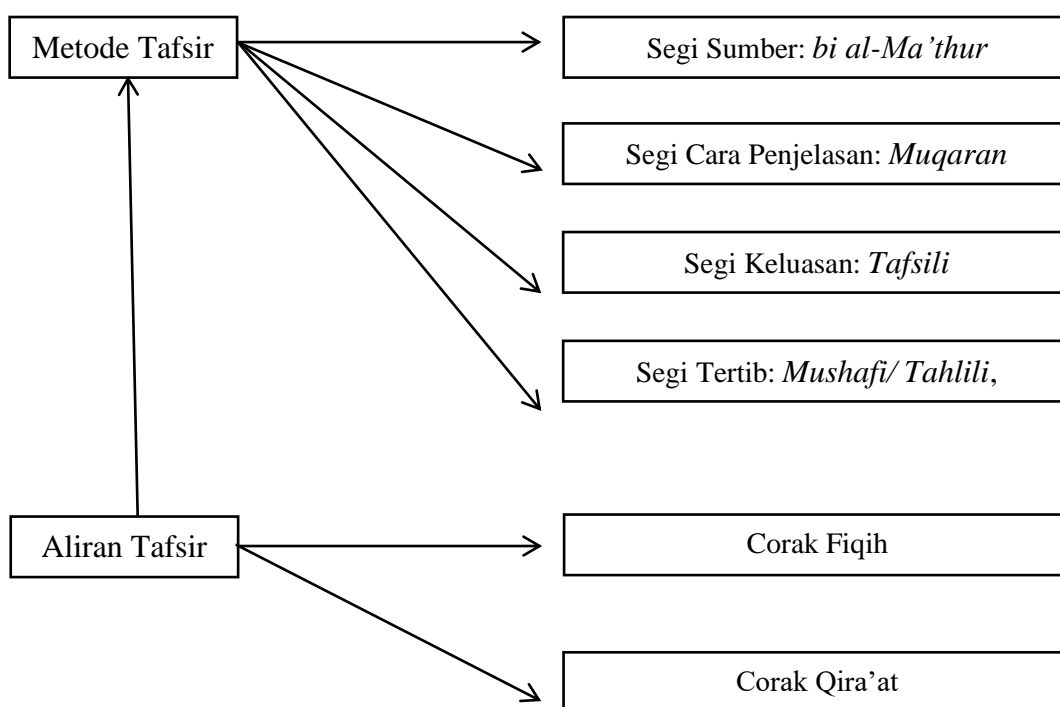 Metode Tafsir
Segi Sumber: bi al-Ma’thur
Segi Cara Penjelasan: Muqaran
Segi Keluasan: Tafsili
Segi Tertib: Mushafi/ Tahlili,
Aliran Tafsir
Corak Fiqih
Corak Qira’at